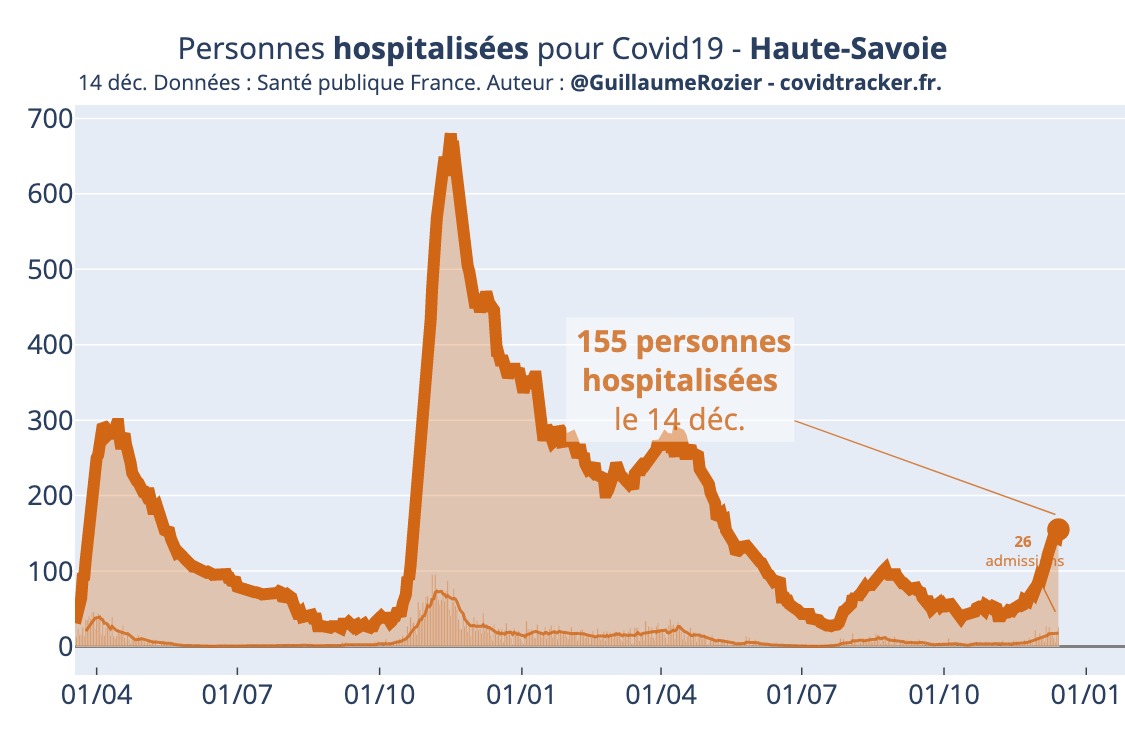 Personnes hospitalisées pour Covid19 - Haute-Savoie
14 déc. Données : Santé publique France. Auteur : @GuillaumeRozier - covidtracker.fr.
700
600
500
400
300
200
100
0
155 personnes
hospitalisées
le 14 déc.
26
admissions
01/04
01/07
01/10
01/01
01/04
01/07
01/10
01/01